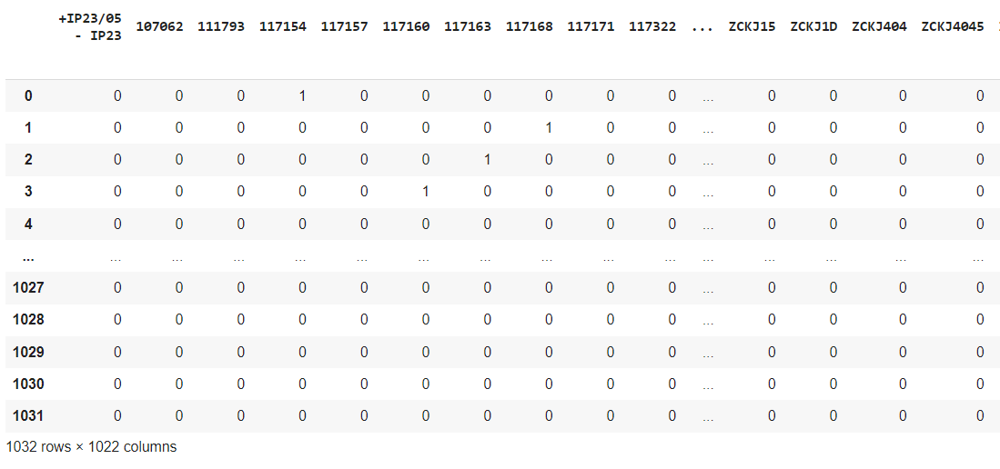 +IP23/05 - IP23 107062 111793 117154 117157 117160 117163 117168 117171 117322 ... ZCKJ15 ZCKJ1D ZCKJ404 ZCKJ4045
0 0 0 0 1 0 0 0 0 0 0 ... 0 0 0 0
1 0 0 0 0 0 0 0 1 0 0 ... 0 0 0 0
2 0 0 0 0 0 0 1 0 0 0 ... 0 0 0 0
3 0 0 0 0 0 1 0 0 0 0 ... 0 0 0 0
4 0 0 0 0 0 0 0 0 0 0 ... 0 0 0 0
... ... ... ... ... ... ... ... ... ... ... ... ... ... ... ...
1027 0 0 0 0 0 0 0 0 0 0 ... 0 0 0 0
1028 0 0 0 0 0 0 0 0 0 0 ... 0 0 0 0
1029 0 0 0 0 0 0 0 0 0 0 ... 0 0 0 0
1030 0 0 0 0 0 0 0 0 0 0 ... 0 0 0 0
1031 0 0 0 0 0 0 0 0 0 0 ... 0 0 0 0
1032 rows × 1022 columns